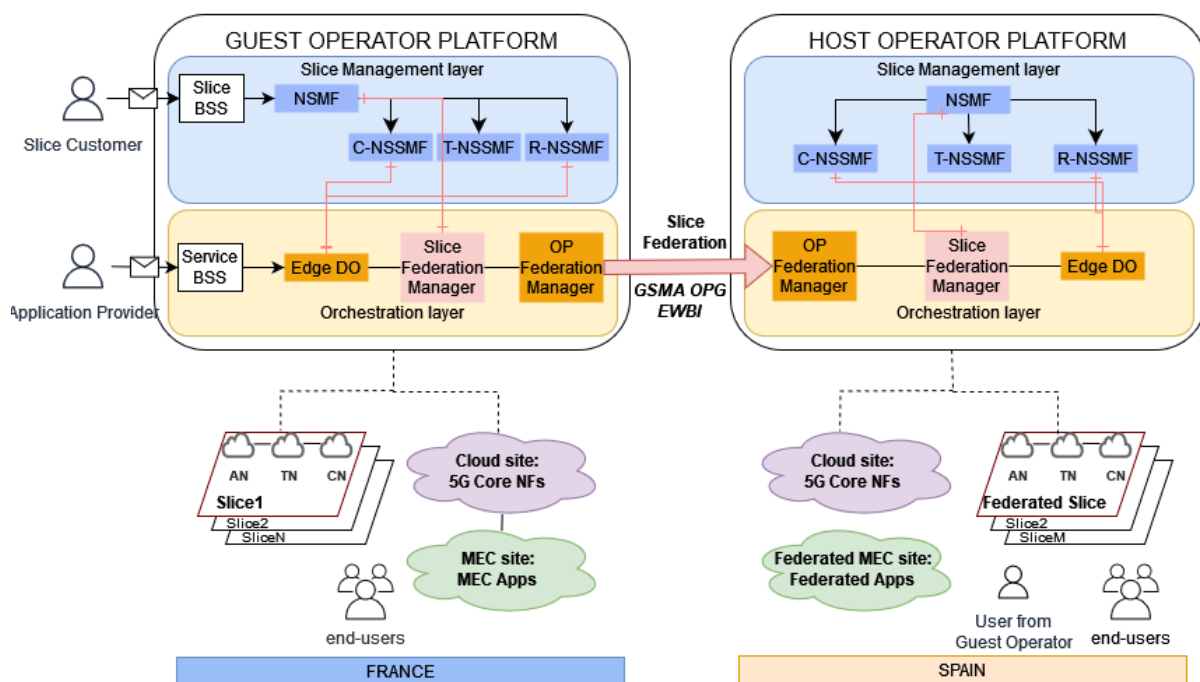 GUEST OPERATOR PLATFORM
Slice Management layer
Slice
BSS
NSMF
C-NSSMF
T-NSSMF
R-NSSMF
Slice Customer
Service
BSS
Edge DO
Slice
Federation
Manager
OP
Federation
Manager
Orchestration layer
Application Provider
Slice
Federation
GSMA OPG
EWBI
HOST OPERATOR PLATFORM
Slice Management layer
NSMF
C-NSSMF
T-NSSMF
R-NSSMF
OP
Federation
Manager
Slice
Federation
Manager
Edge DO
Orchestration layer
AN
TN
CN
Slice1
Slice2
SliceN
Cloud site:
5G Core NFs
MEC site:
MEC Apps
end-users
FRANCE
Cloud site:
5G Core NFs
Federated MEC site:
Federated Apps
AN
TN
CN
Federated Slice
Slice2
SliceM
User from
Guest Operator
end-users
SPAIN